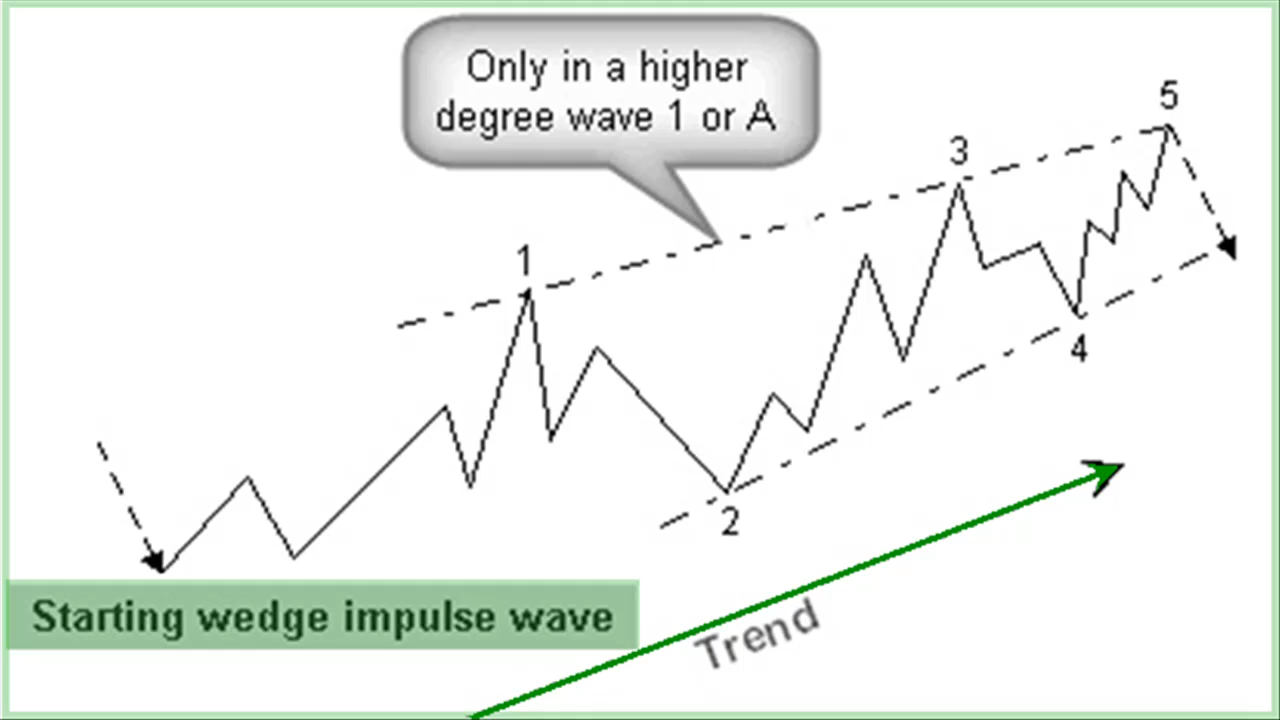 Only in a higher
degree wave 1 or A
5
3
1
4
2
Starting wedge impulse wave
Trend